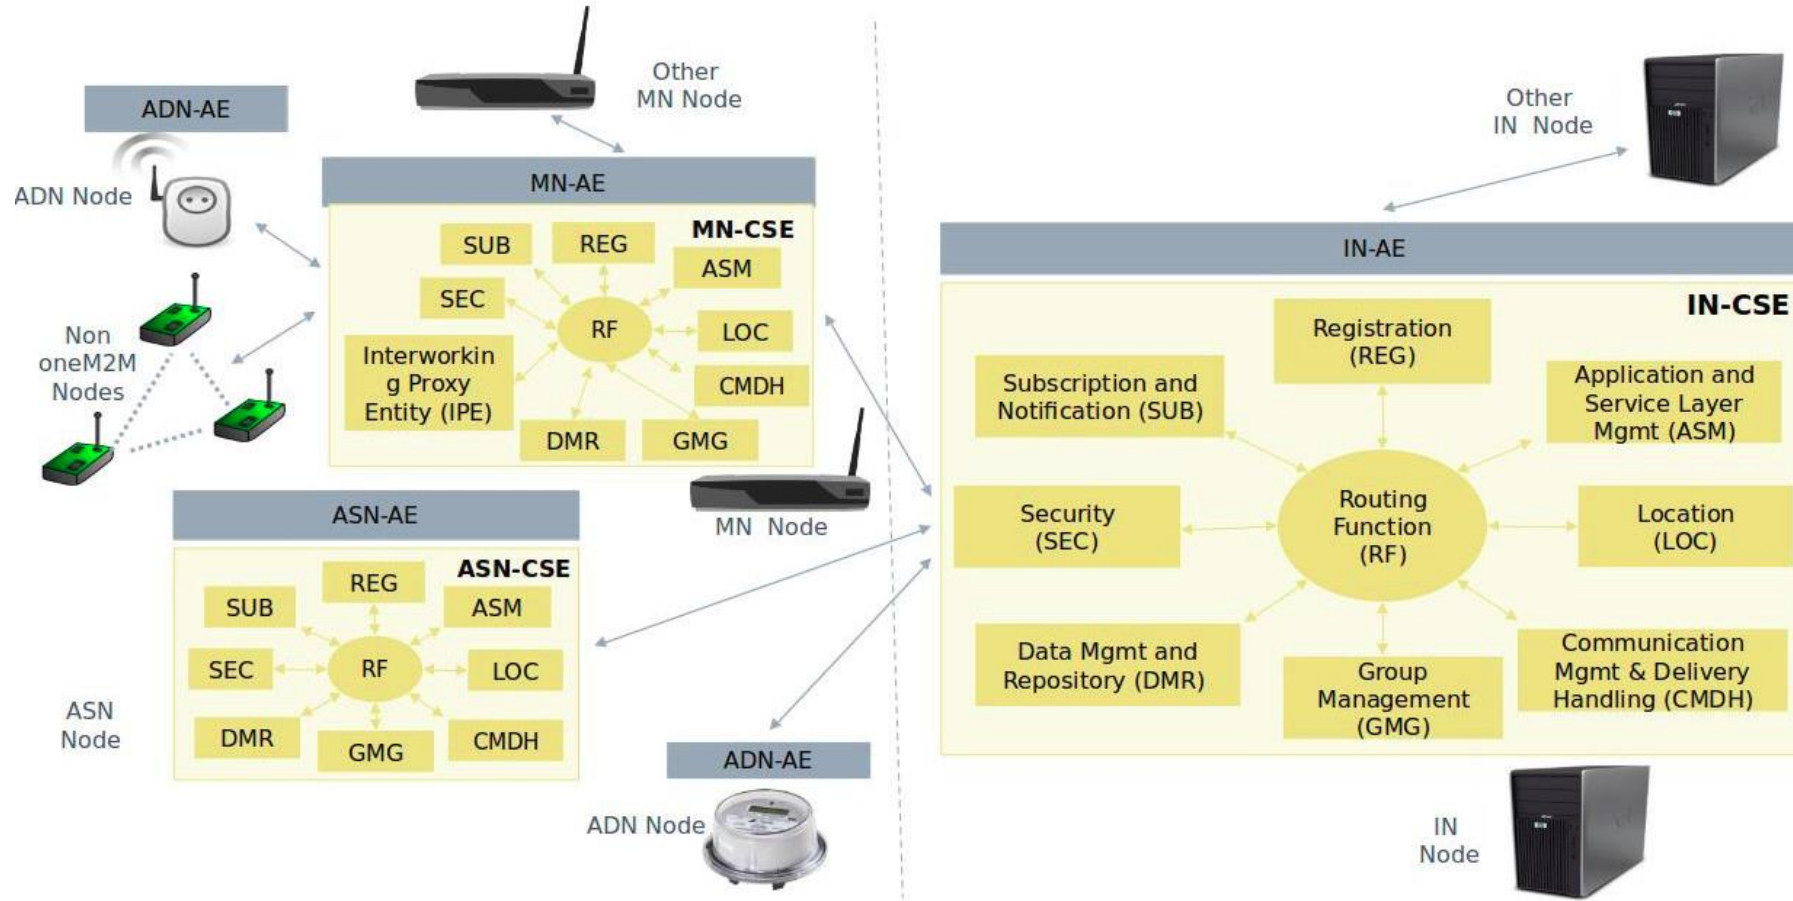 Other
MN Node
ADN-AE
ADN Node
MN-AE
MN-CSE
SUB
REG
ASM
SEC
RF
LOC
Interworkin
g Proxy
Entity (IPE)
CMDH
DMR
GMG
Non
oneM2M
Nodes
MN Node
ASN-AE
ASN-CSE
REG
SUB
ASM
SEC
RF
LOC
DMR
GMG
CMDH
ASN
Node
ADN-AE
ADN Node
Other
IN Node
IN-AE
IN-CSE
Registration
(REG)
Subscription and
Notification (SUB)
Application and
Service Layer
Mgmt (ASM)
Security
(SEC)
Routing
Function
(RF)
Location
(LOC)
Data Mgmt and
Repository (DMR)
Group
Management
(GMG)
Communication
Mgmt & Delivery
Handling (CMDH)
IN
Node